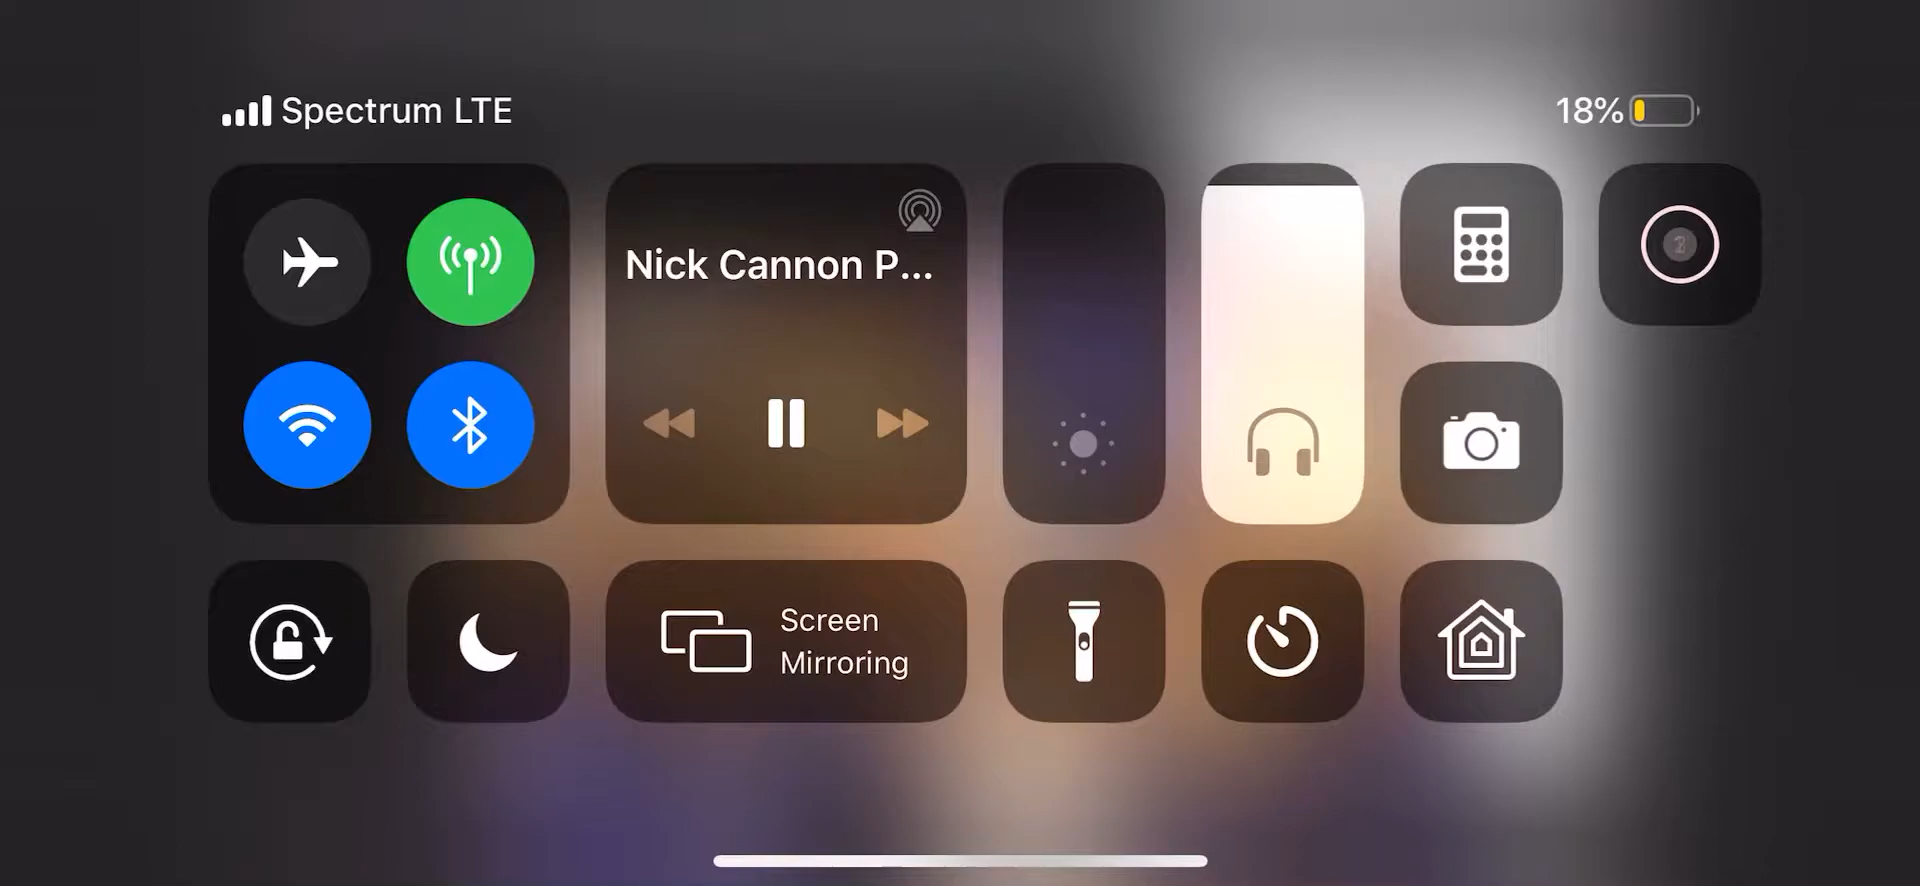 Spectrum LTE
18%
Nick Cannon P...
Screen
Mirroring